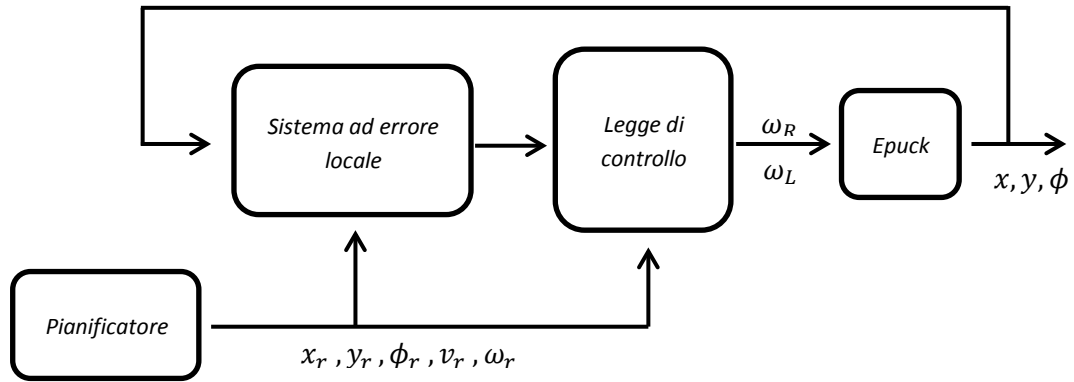 Sistema ad errore
locale
Legge di
controllo
ω_R
ω_L
Epuck
x, y, ϕ
Pianificatore
x_r , y_r , ϕ_r , v_r , ω_r